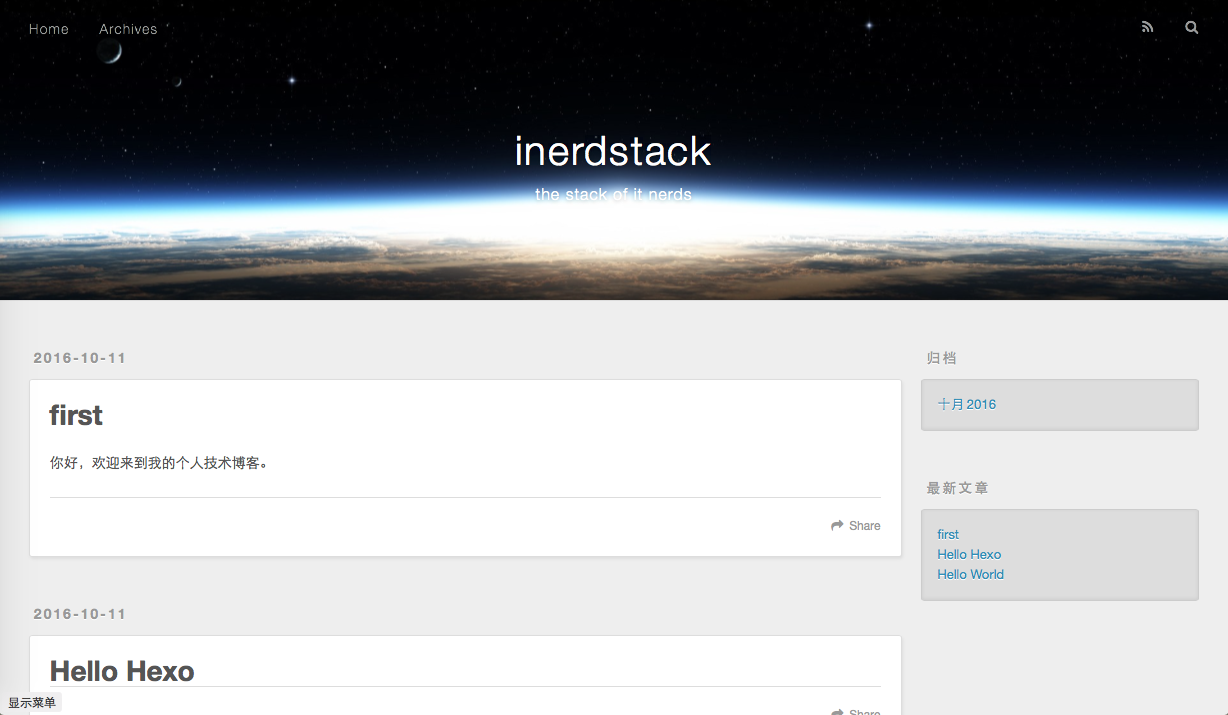 Home Archives
inerdstack
the stack of it nerds
2016-10-11
first
你好，欢迎来到我的个人技术博客。
Share
2016-10-11
Hello Hexo
Share
归档
十月 2016
最新文章
first
Hello Hexo
Hello World
显示菜单